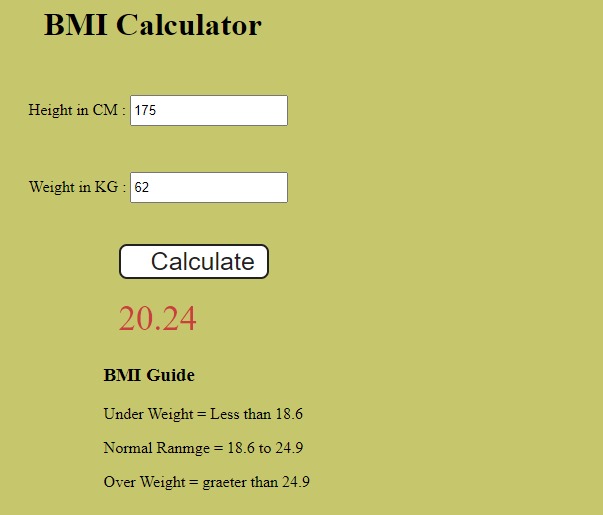 BMI Calculator
Height in CM : 175
Weight in KG : 62
Calculate
20.24
BMI Guide
Under Weight = Less than 18.6
Normal Ranmge = 18.6 to 24.9
Over Weight = graeter than 24.9